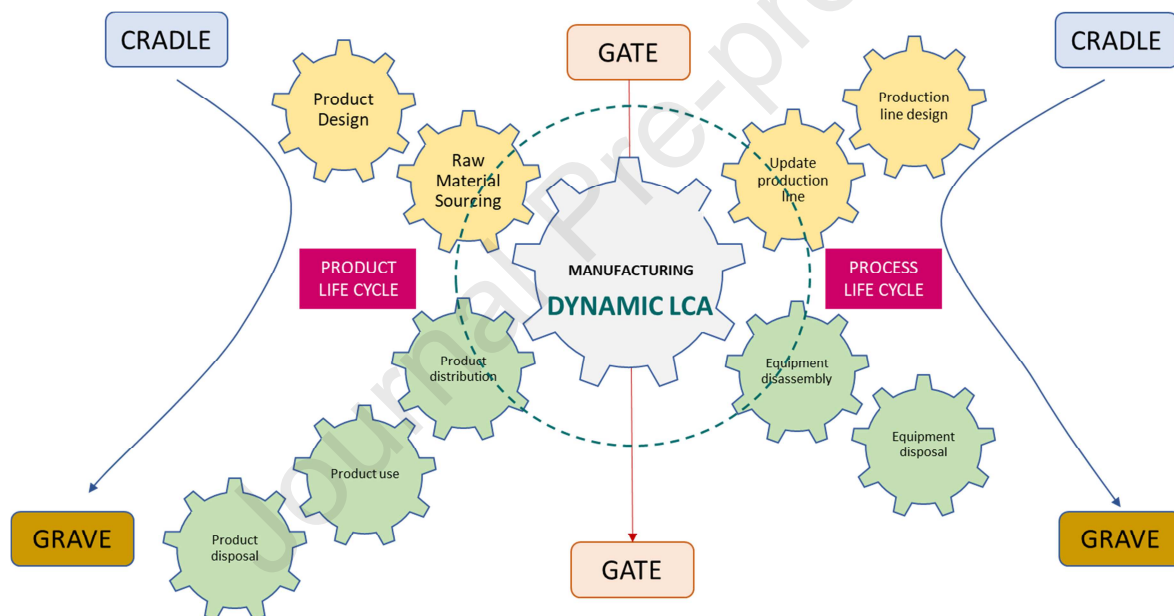 CRADLE
GATE
CRADLE
Product
Design
Production
line design
Raw
Material
Sourcing
Update
production
line
PRODUCT
LIFE CYCLE
MANUFACTURING
DYNAMIC LCA
PROCESS
LIFE CYCLE
Product
distribution
Equipment
disassembly
Product use
Equipment
disposal
GRAVE
Product
disposal
GATE
GRAVE
Journal Pre-pro